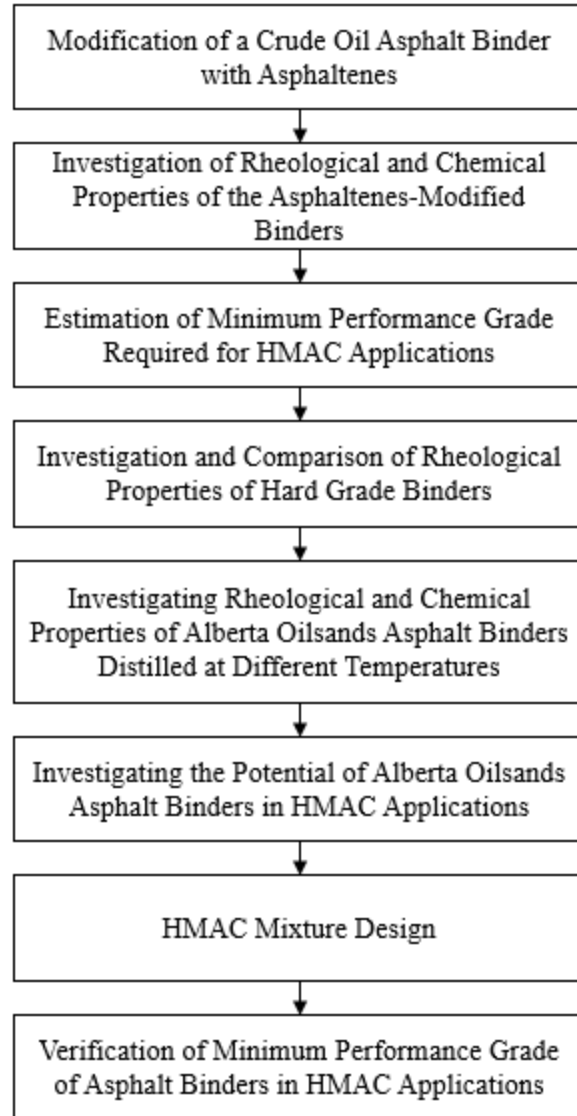 Modification of a Crude Oil Asphalt Binder
with Asphaltenes
Investigation of Rheological and Chemical
Properties of the Asphaltenes-Modified
Binders
Estimation of Minimum Performance Grade
Required for HMAC Applications
Investigation and Comparison of Rheological
Properties of Hard Grade Binders
Investigating Rheological and Chemical
Properties of Alberta Oilsands Asphalt Binders
Distilled at Different Temperatures
Investigating the Potential of Alberta Oilsands
Asphalt Binders in HMAC Applications
HMAC Mixture Design
Verification of Minimum Performance Grade
of Asphalt Binders in HMAC Applications